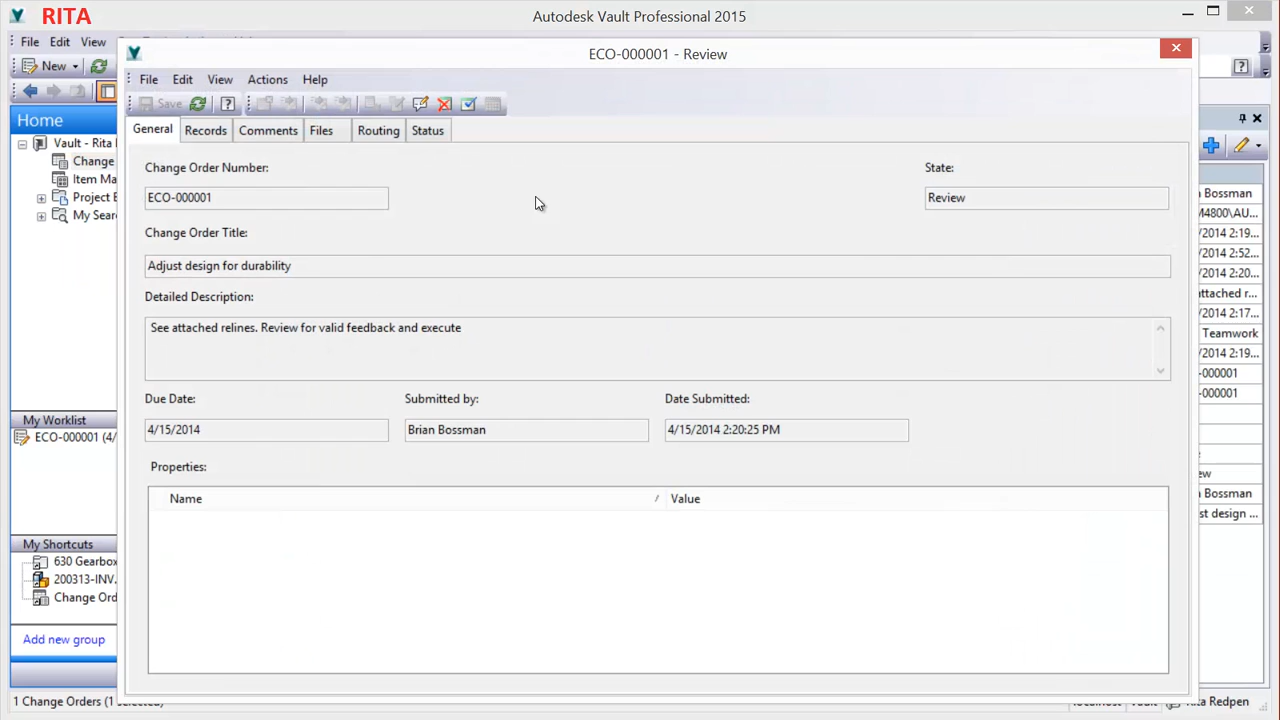 RITA
Autodesk Vault Professional 2015
File Edit View
New
ECO-000001 - Review
File Edit View Actions Help
Save
Home
General Records Comments Files Routing Status
Vault - Rita
Change
Item Ma
Project E
My Sear
Change Order Number:
State:
ECO-000001
Review
Change Order Title:
Adjust design for durability
Detailed Description:
See attached relines. Review for valid feedback and execute
Due Date:
Submitted by:
Date Submitted:
4/15/2014
Brian Bossman
4/15/2014 2:20:25 PM
Properties:
Name / Value
My Worklist
ECO-000001 (4/
My Shortcuts
630 Gearbox
200313-INV.
Change Ord
Add new group
n Bossman
M4800\AU...
/2014 2:19...
/2014 2:52...
/2014 2:20...
ttached r...
/2014 2:17...
Teamwork
/2014 2:19...
-000001
-000001
ew
n Bossman
st design ...
1 Change Orders (1 selected)
Rita Redpen